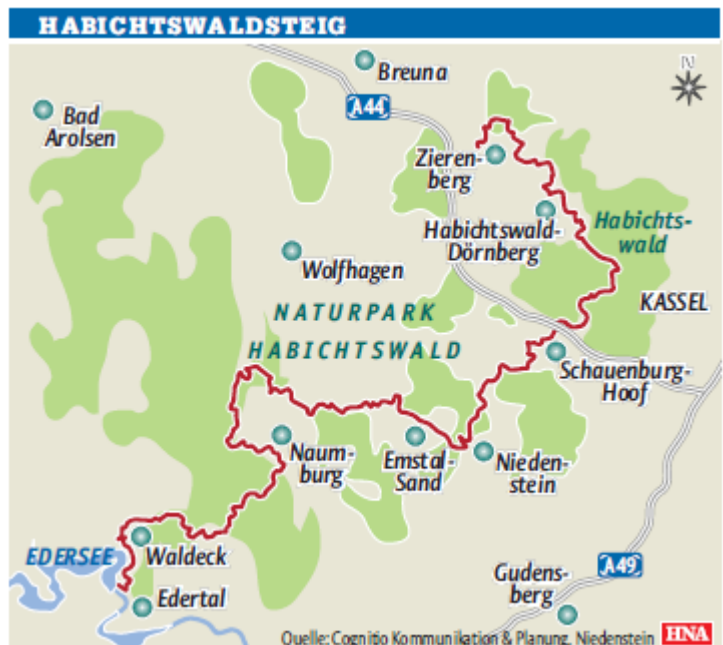 HABICHTSWALDSTEIG
Breuna
N
A44
Bad
Arolsen
Zieren-
berg
Habichtswald-
Dörnberg
Habichts-
wald
Wolfhagen
KASSEL
NATURPARK
HABICHTSWALD
Schauenburg-
Hoof
Naum-
burg
Emstal-
Sand
Nieden-
stein
EDERSEE
Waldeck
A49
Edertal
Gudens-
berg
Quelle: Cognitio Kommunikation & Planung, Niedenstein HNA